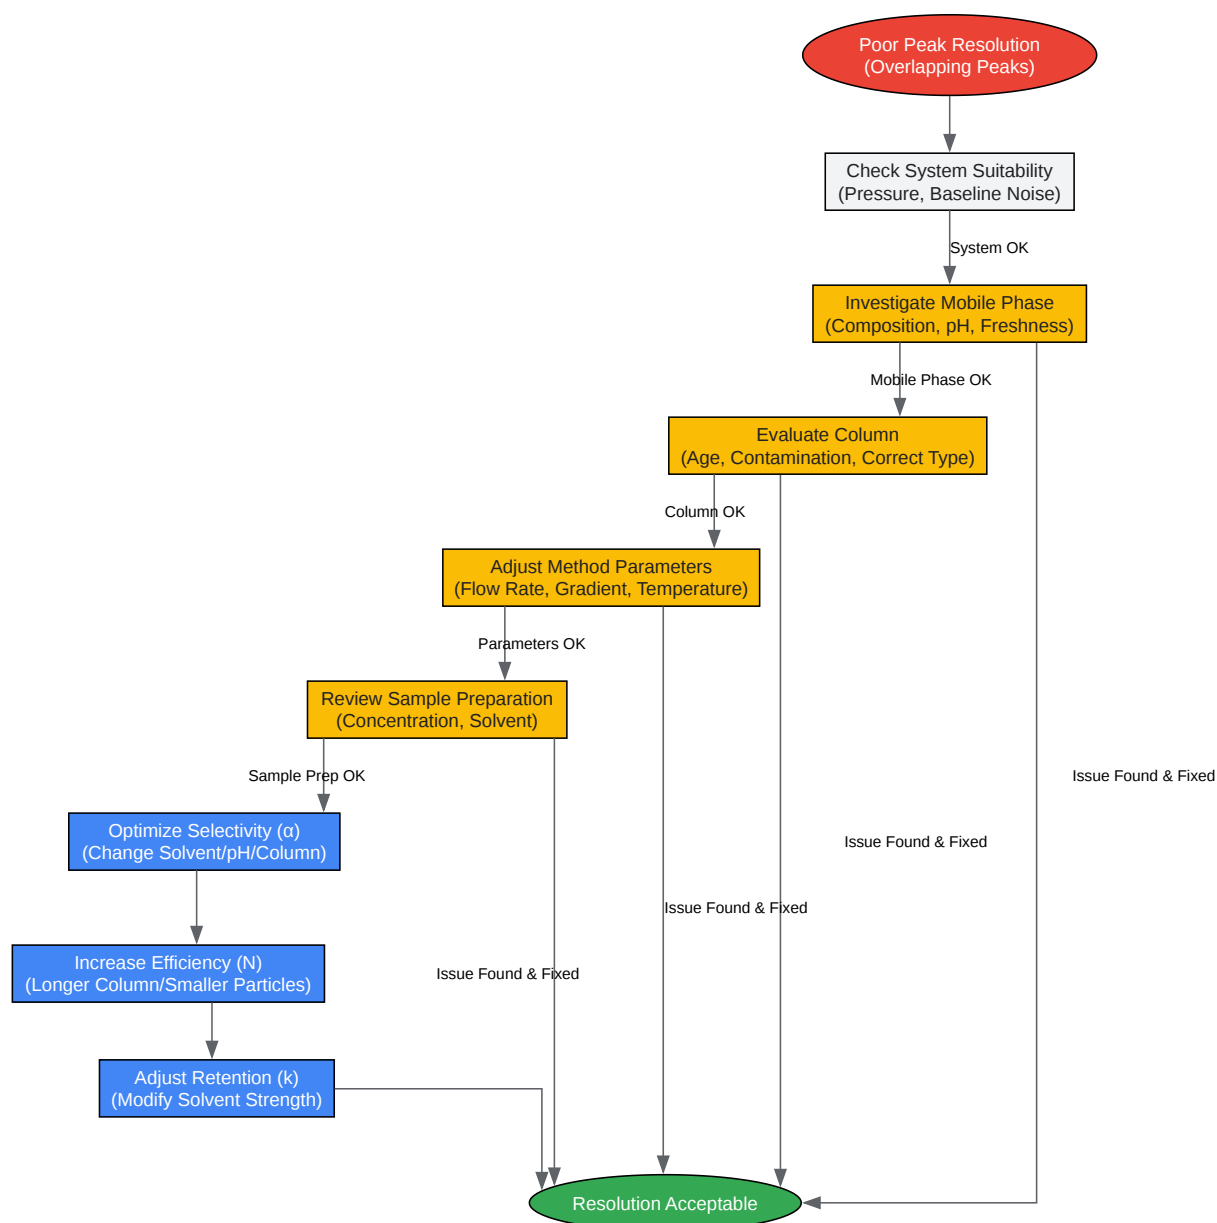 Poor Peak Resolution
(Overlapping Peaks)
Check System Suitability
(Pressure, Baseline Noise)
System OK
Investigate Mobile Phase
(Composition, pH, Freshness)
Mobile Phase OK
Evaluate Column
(Age, Contamination, Correct Type)
Column OK
Adjust Method Parameters
(Flow Rate, Gradient, Temperature)
Parameters OK
Review Sample Preparation
(Concentration, Solvent)
Sample Prep OK
Issue Found & Fixed
Optimize Selectivity (α)
(Change Solvent/pH/Column)
Issue Found & Fixed
Issue Found & Fixed
Increase Efficiency (N)
(Longer Column/Smaller Particles)
Issue Found & Fixed
Adjust Retention (k)
(Modify Solvent Strength)
Resolution Acceptable